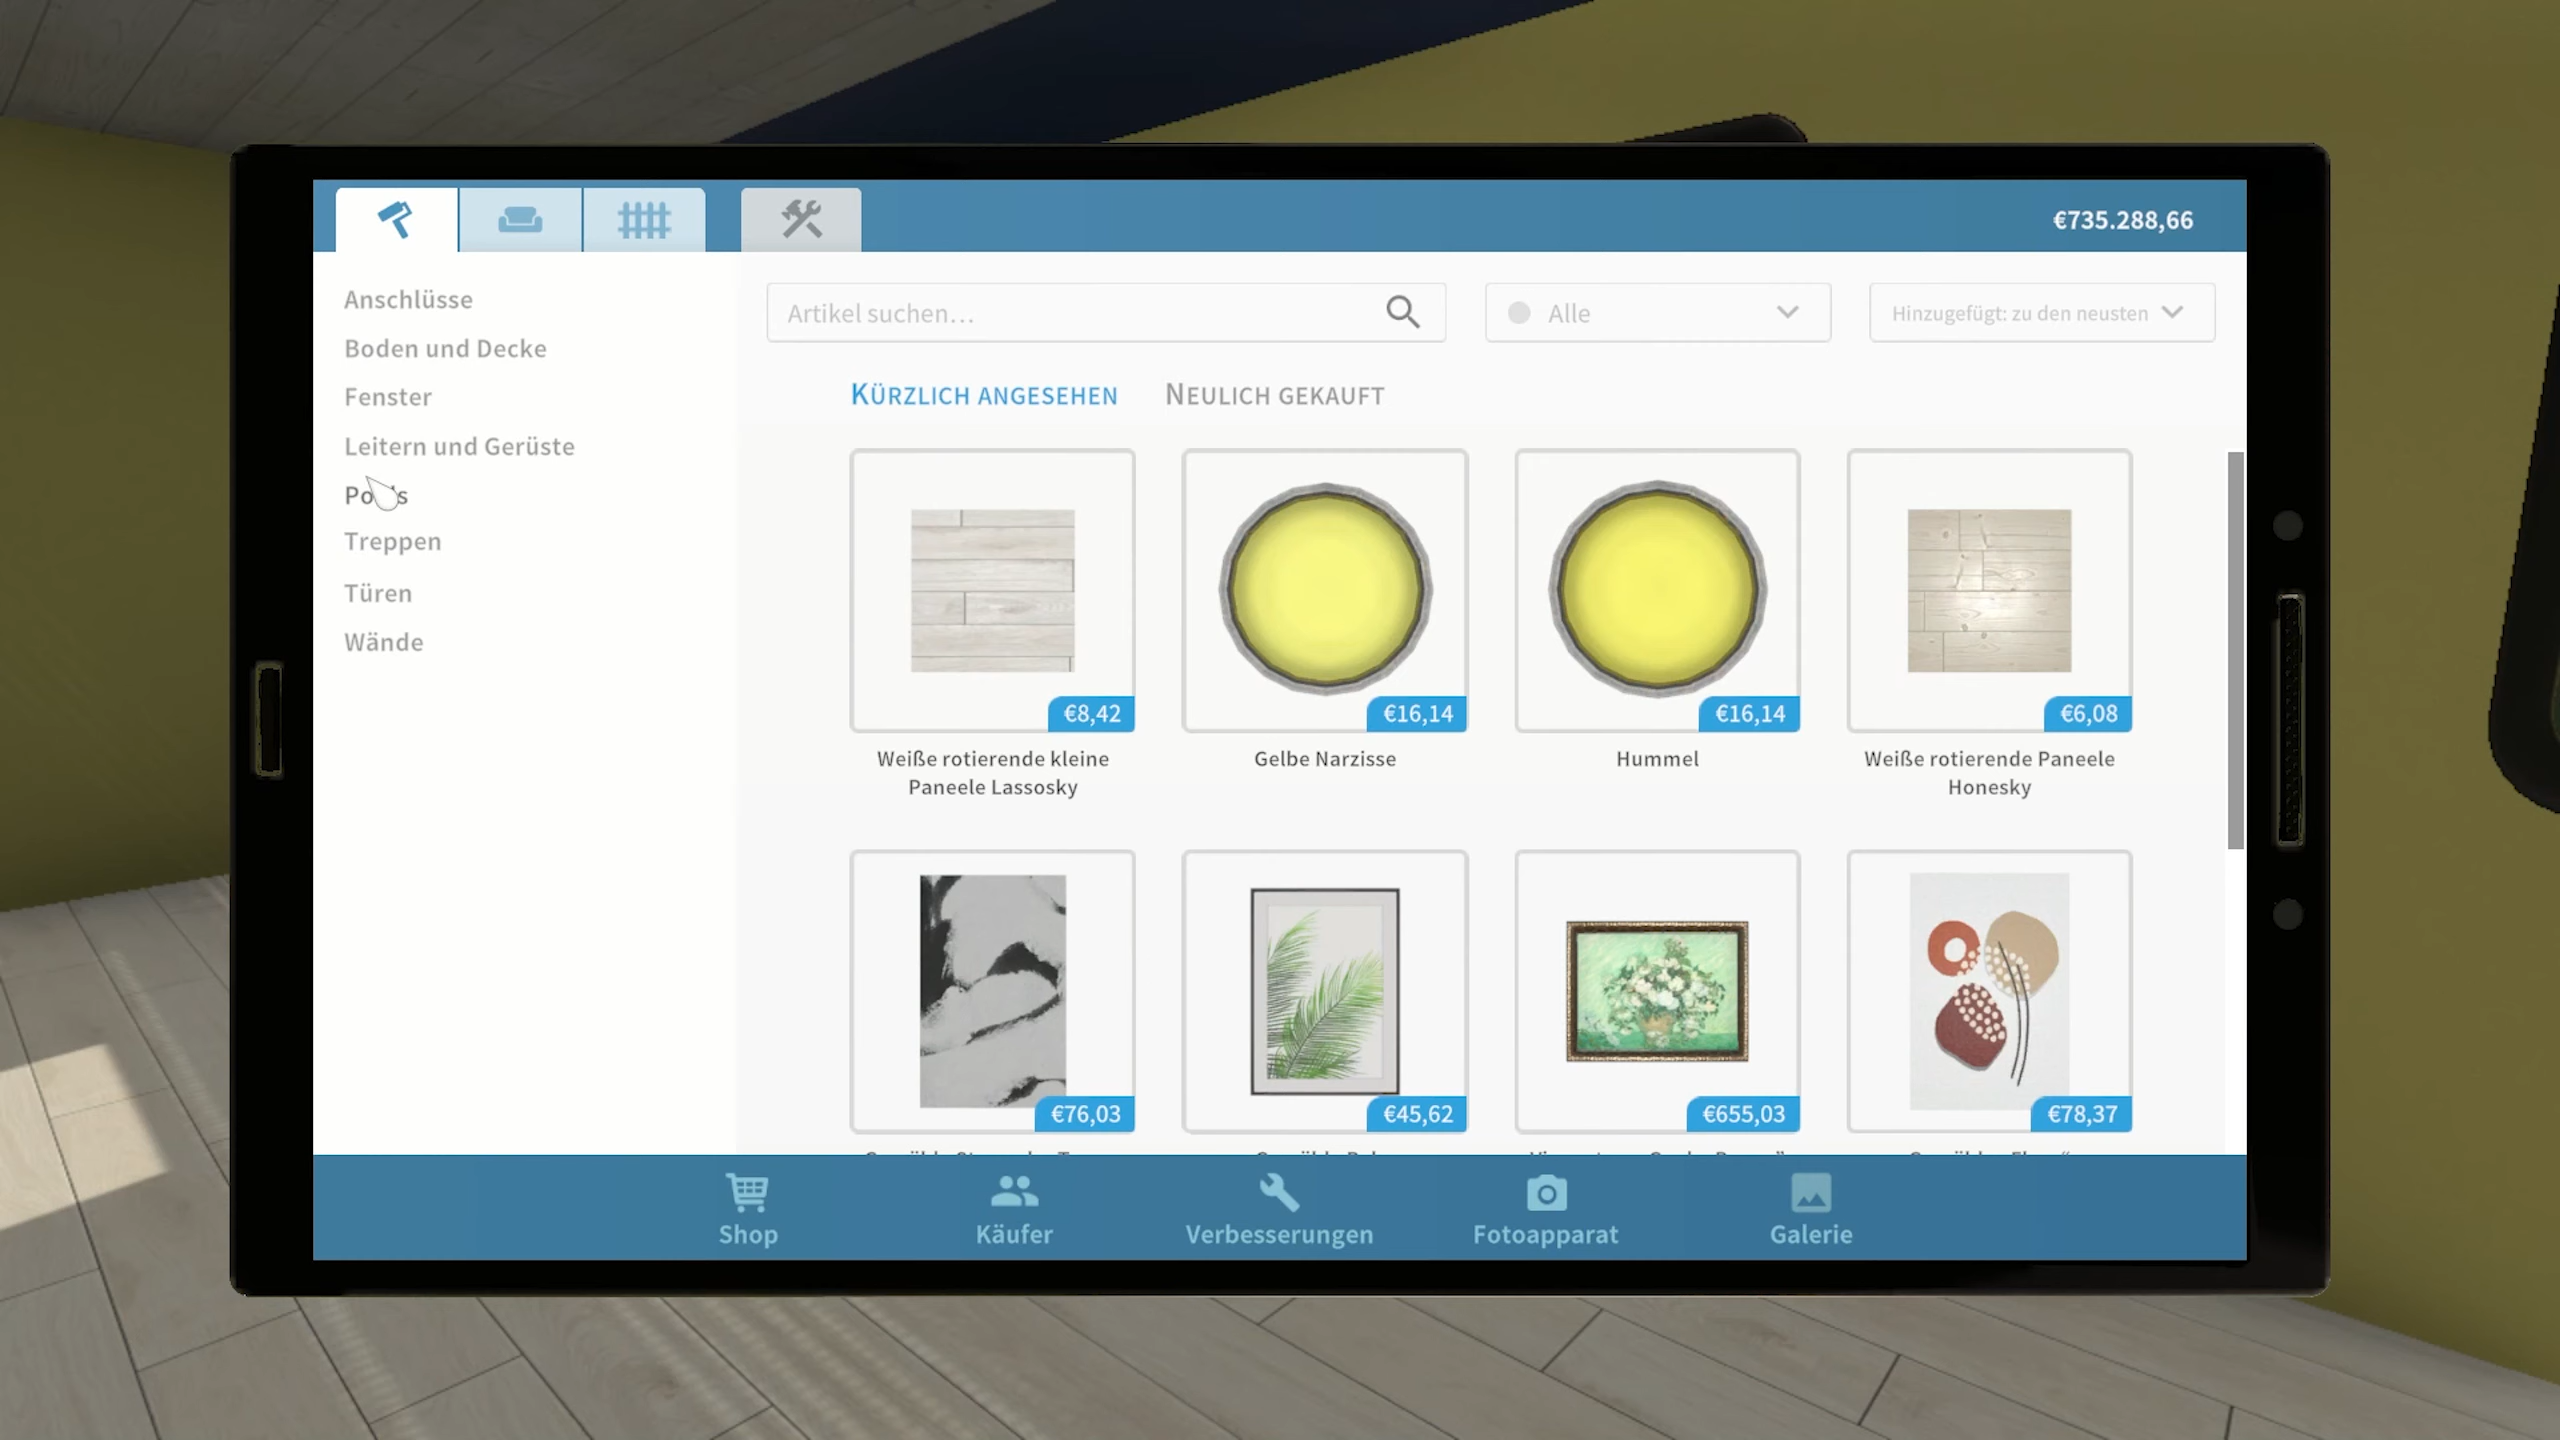 €735.288,66
Anschlüsse
Boden und Decke
Fenster
Leitern und Gerüste
Treppen
Türen
Wände
Artikel suchen...
Alle
Hinzugefügt: zu den neusten
KÜRZLICH ANGESEHEN
NEULICH GEKAUFT
€8,42
€16,14
€16,14
€6,08
Weiße rotierende kleine
Paneele Lassosky
Gelbe Narzisse
Hummel
Weiße rotierende Paneele
Honesky
€76,03
€45,62
€655,03
€78,37
Shop
Käufer
Verbesserungen
Fotoapparat
Galerie